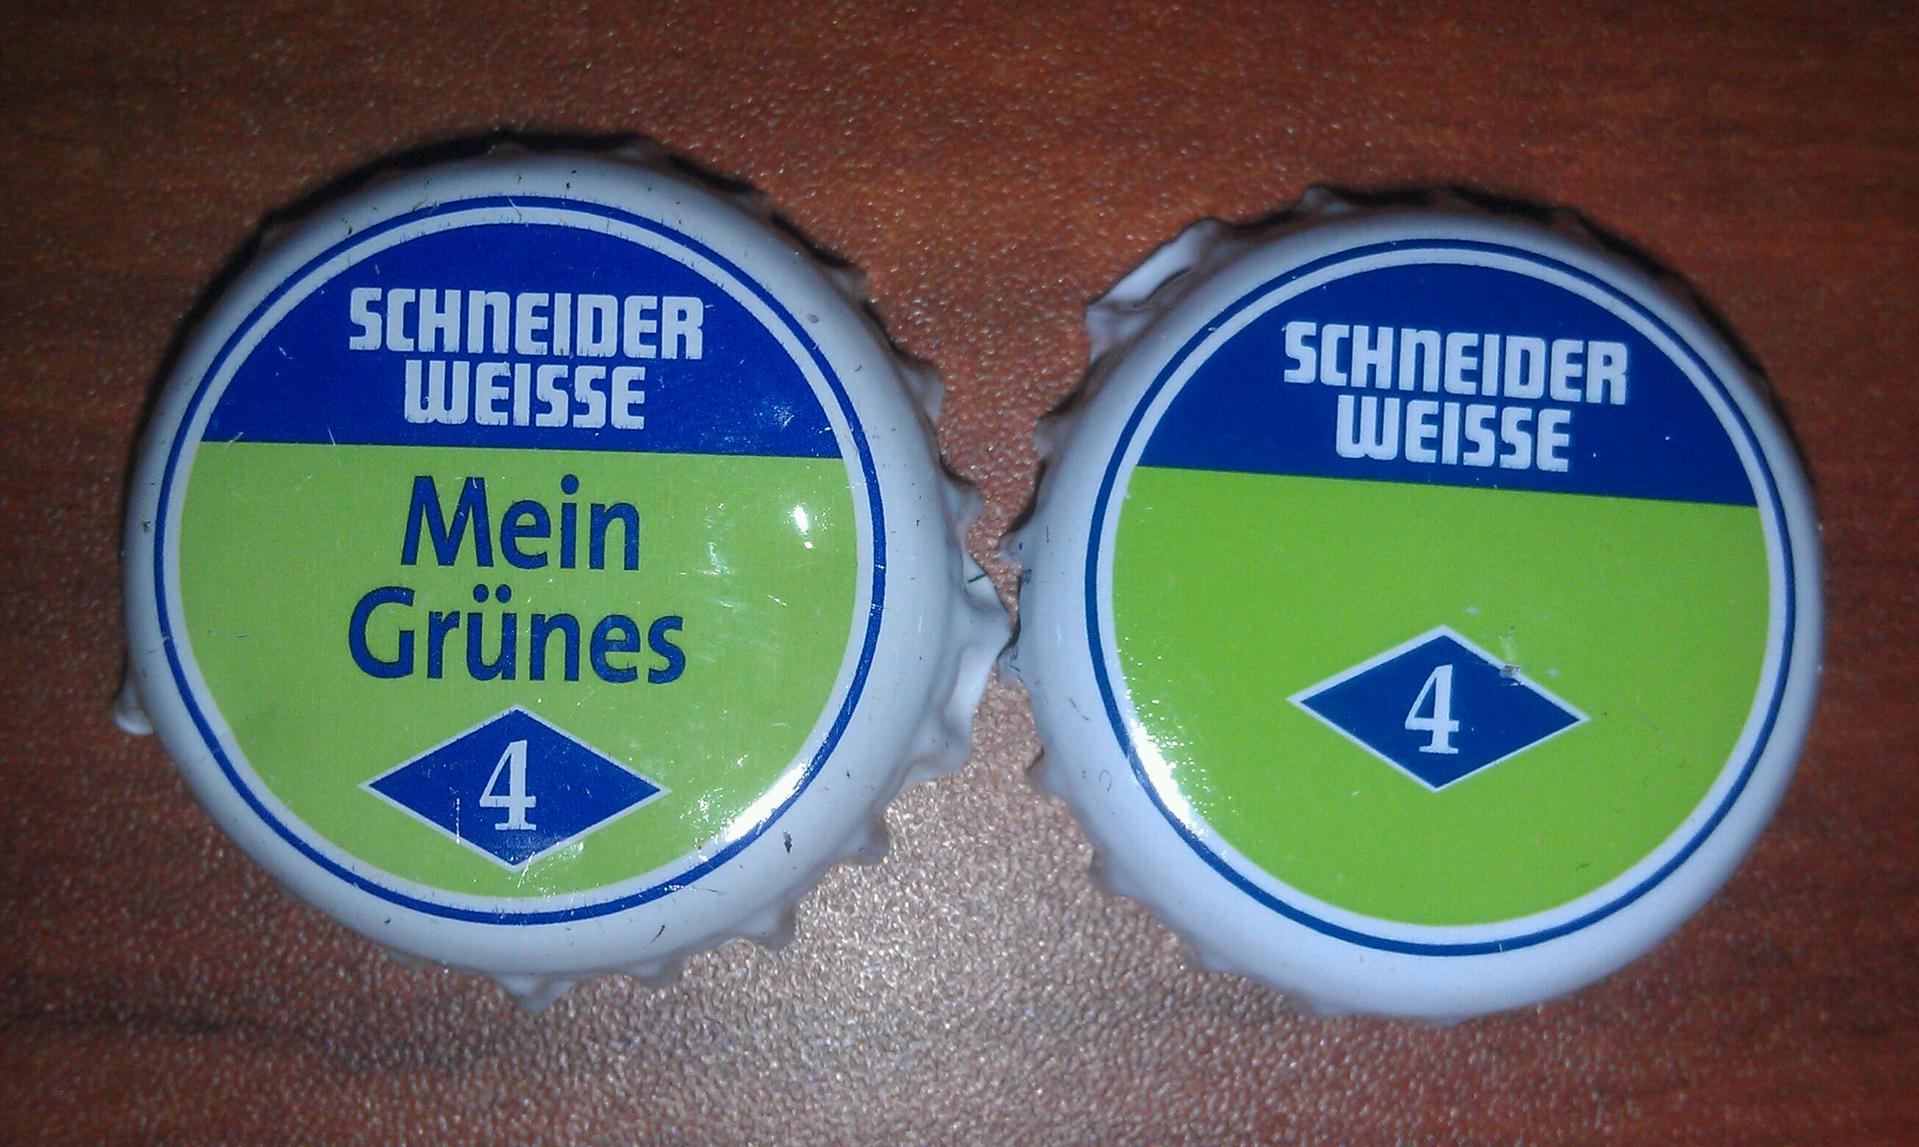 SCHNEIDER
WEISSE
Mein
Grünes
4
SCHNEIDER
WEISSE
4